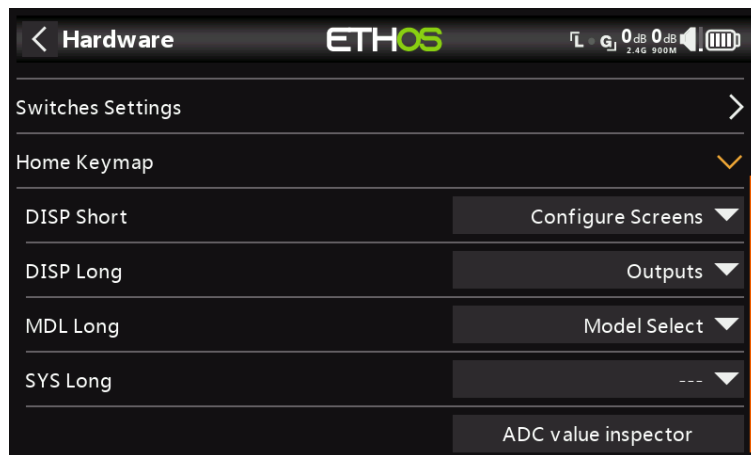 Hardware
ETHOS
L G 0dB 0dB
2.4G 900M
Switches Settings
Home Keymap
DISP Short Configure Screens
DISP Long Outputs
MDL Long Model Select
SYS Long ---
ADC value inspector